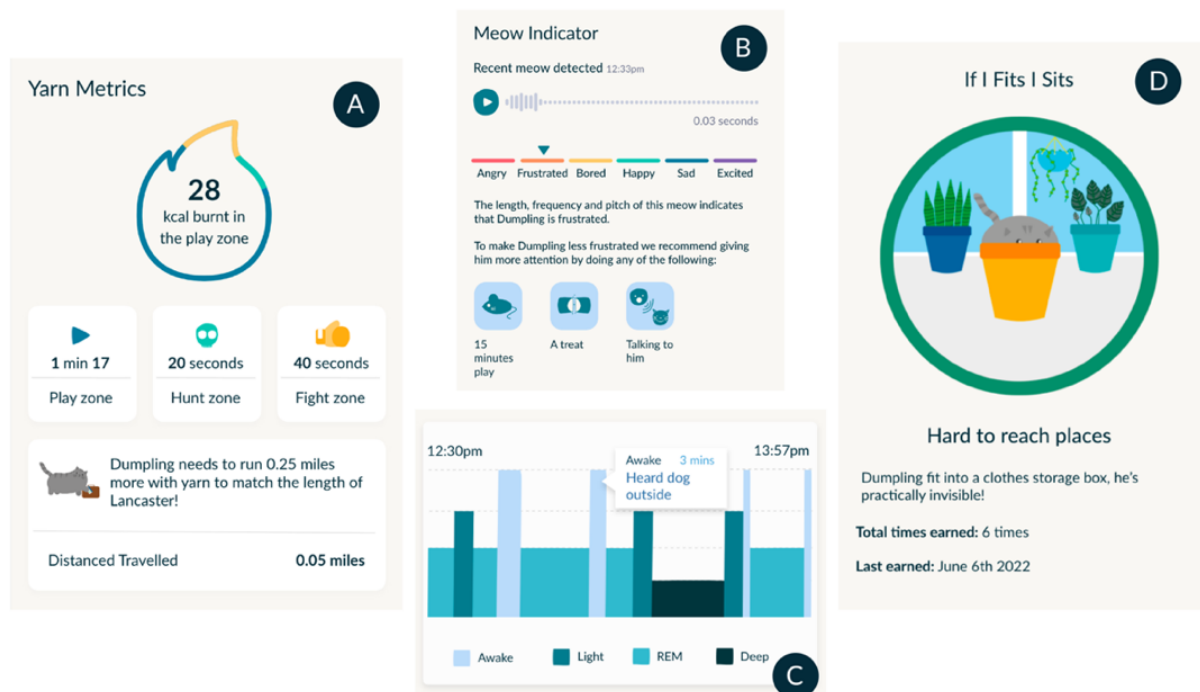 Yarn Metrics
A
28
kcal burnt in
the play zone
1 min 17
Play zone
20 seconds
Hunt zone
40 seconds
Fight zone
Dumpling needs to run 0.25 miles
more with yarn to match the length of
Lancaster!
Distanced Travelled
0.05 miles
Meow Indicator
B
Recent meow detected 12:33pm
0.03 seconds
Angry Frustrated Bored Happy Sad Excited
The length, frequency and pitch of this meow indicates
that Dumpling is frustrated.
To make Dumpling less frustrated we recommend giving
him more attention by doing any of the following:
15
minutes
play
A treat
Talking to
him
12:30pm
13:57pm
Awake 3 mins
Heard dog
outside
Awake Light REM Deep
C
If I Fits I Sits
D
Hard to reach places
Dumpling fit into a clothes storage box, he's
practically invisible!
Total times earned: 6 times
Last earned: June 6th 2022